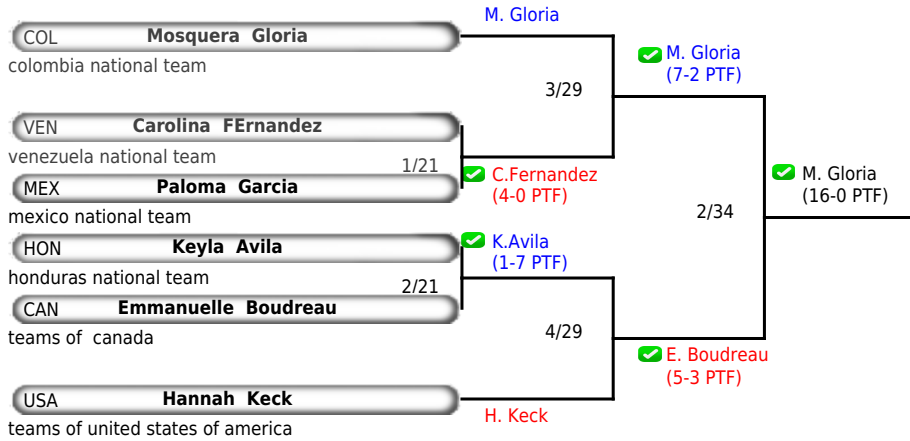 M. Gloria
COL Mosquera Gloria
colombia national team
M. Gloria
(7-2 PTF)
3/29
VEN Carolina FErnandez
venezuela national team
1/21
C.Fernandez
(4-0 PTF)
M. Gloria
(16-0 PTF)
MEX Paloma Garcia
mexico national team
2/34
HON Keyla Avila
K.Avila
(1-7 PTF)
honduras national team
2/21
CAN Emmanuelle Boudreau
teams of canada
4/29
E. Boudreau
(5-3 PTF)
USA Hannah Keck
H. Keck
teams of united states of america